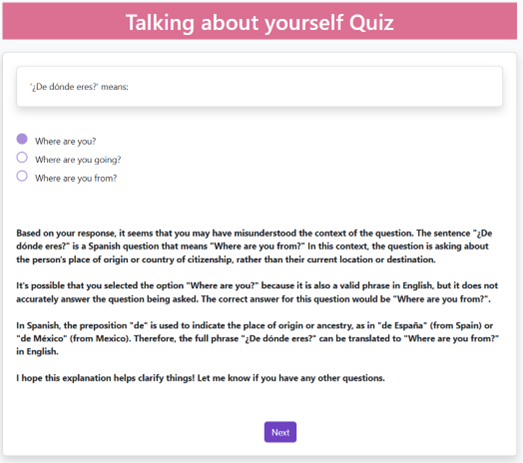 Talking about yourself Quiz
'¿De dónde eres?' means:
Where are you?
Where are you going?
Where are you from?
Based on your response, it seems that you may have misunderstood the context of the question. The sentence "¿De
dónde eres?" is a Spanish question that means "Where are you from?" In this context, the question is asking about
the person's place of origin or country of citizenship, rather than their current location or destination.
It's possible that you selected the option "Where are you?" because it is also a valid phrase in English, but it does not
accurately answer the question being asked. The correct answer for this question would be "Where are you from?".
In Spanish, the preposition "de" is used to indicate the place of origin or ancestry, as in "de España" (from Spain) or
"de México" (from Mexico). Therefore, the full phrase "¿De dónde eres?" can be translated to "Where are you from?"
in English.
I hope this explanation helps clarify things! Let me know if you have any other questions.
Next